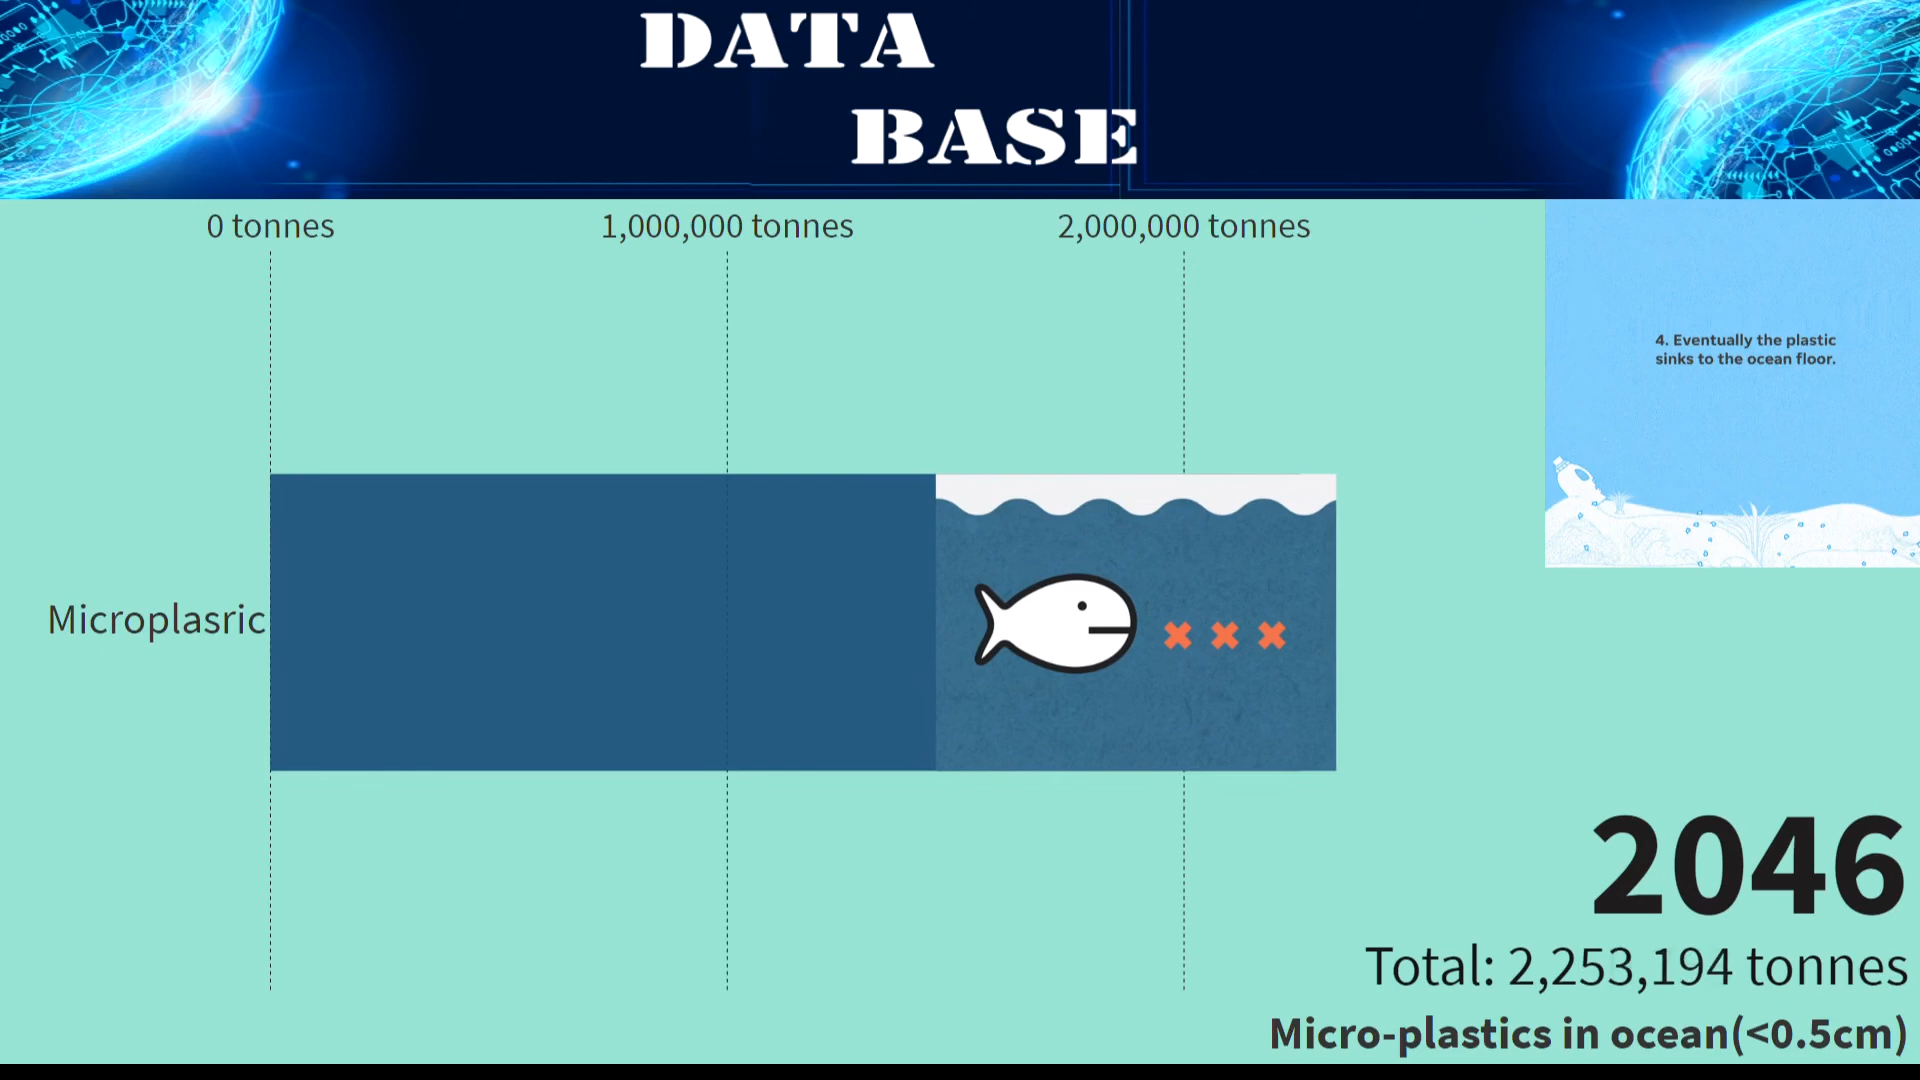 DATA
BASE
0 tonnes
1,000,000 tonnes
2,000,000 tonnes
4. Eventually the plastic
sinks to the ocean floor.
Microplasric
2046
Total: 2,253,194 tonnes
Micro-plastics in ocean(<0.5cm)